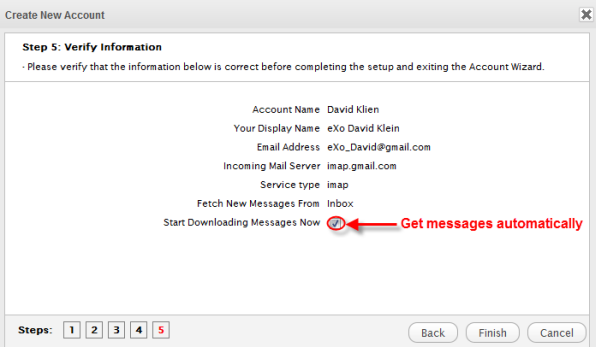 Create New Account
Step 5: Verify Information
- Please verify that the information below is correct before completing the setup and exiting the Account Wizard.
Account Name David Klien
Your Display Name eXo David Klein
Email Address eXo_David@gmail.com
Incoming Mail Server imap.gmail.com
Service type imap
Fetch New Messages From Inbox
Start Downloading Messages Now Get messages automatically
Steps: 1 2 3 4 5 Back Finish Cancel